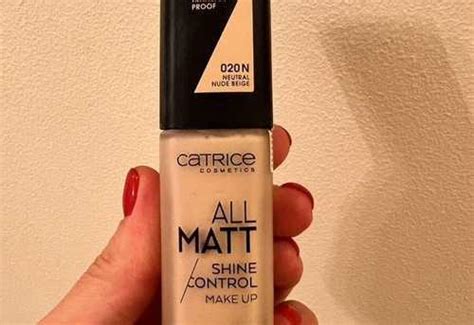 PROOF
020 N
NEUTRAL
NUDE BEIGE
CATRICE
COSMETICS
ALL
MATT
/ SHINE
CONTROL
MAKE UP